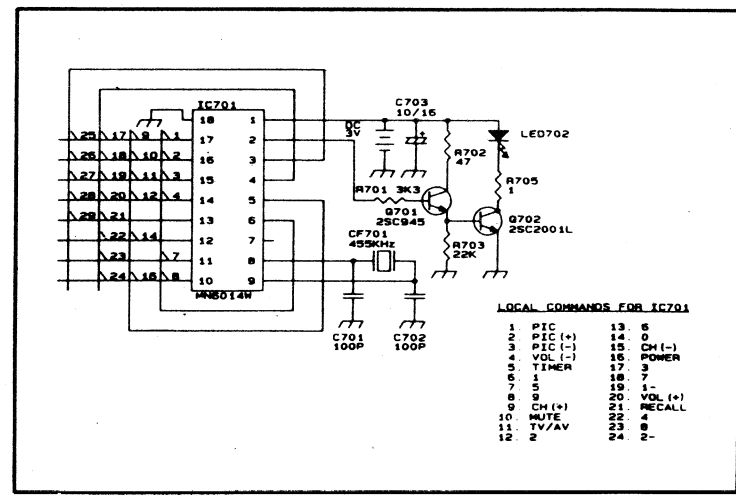 IC701
18 1
17 2
16 3
15 4
14 5
13 6
12 7
11 8
10 9
MN6014W
25 17 9 1
26 18 10 2
27 19 11 3
28 20 12 4
29 21
22 14
23 7
24 16 8
DC
3V
C703
10/16
R702
47
LED702
R705
1
R701 3K3
Q701
2SC945
Q702
2SC2001L
R703
22K
CF701
455KHz
C701
100P
C702
100P
LOCAL COMMANDS FOR IC701
1. PIC 13. 6
2 PIC (+) 14. 0
3 PIC (-) 15. CH (-)
4 VOL (-) 16. POWER
5. TIMER 17. 3
6. 1 18. 7
7. 5 19. 1-
8. 9 20. VOL (+)
9. CH (+) 21. RECALL
10. MUTE 22. 4
11. TV/AV 23. 8
12. 2 24. 2-